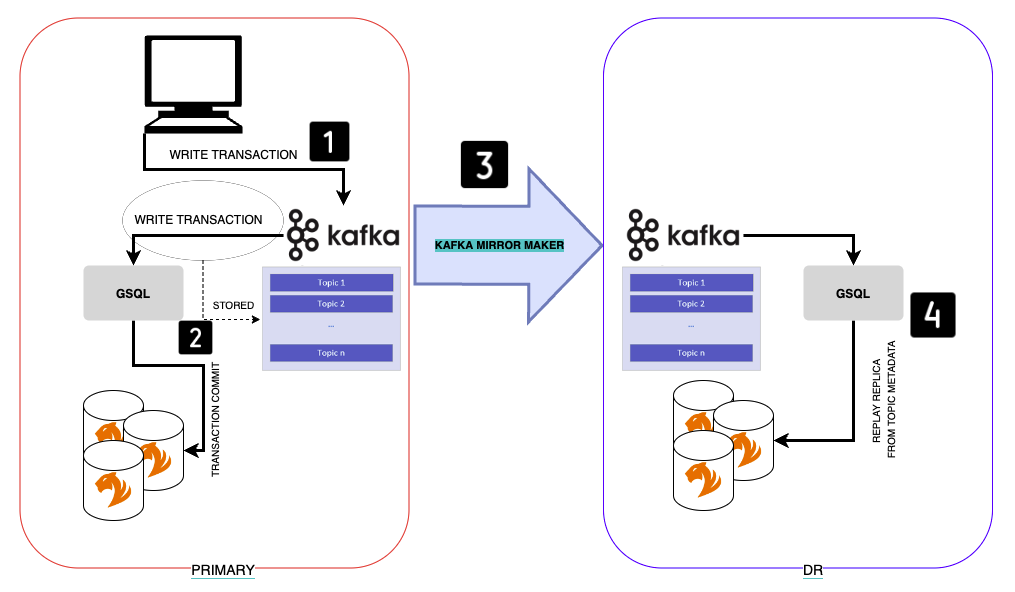 1
WRITE TRANSACTION
3
WRITE TRANSACTION
kafka
KAFKA MIRROR MAKER
kafka
GSQL
STORED
2
Topic 1
Topic 2
...
Topic n
TRANSACTION COMMIT
Topic 1
Topic 2
...
Topic n
GSQL
4
REPLAY REPLICA
FROM TOPIC METADATA
PRIMARY
DR